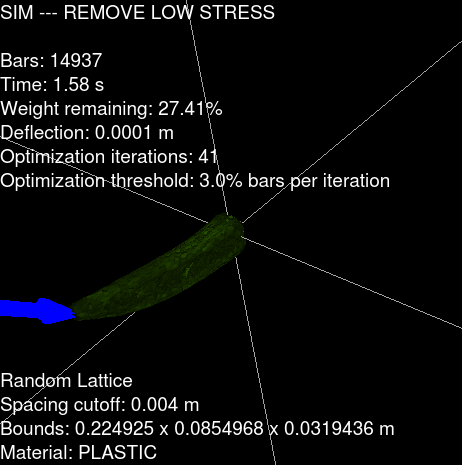 SIM --- REMOVE LOW STRESS
Bars: 14937
Time: 1.58 s
Weight remaining: 27.41%
Deflection: 0.0001 m
Optimization iterations: 41
Optimization threshold: 3.0% bars per iteration
Random Lattice
Spacing cutoff: 0.004 m
Bounds: 0.224925 x 0.0854968 x 0.0319436 m
Material: PLASTIC